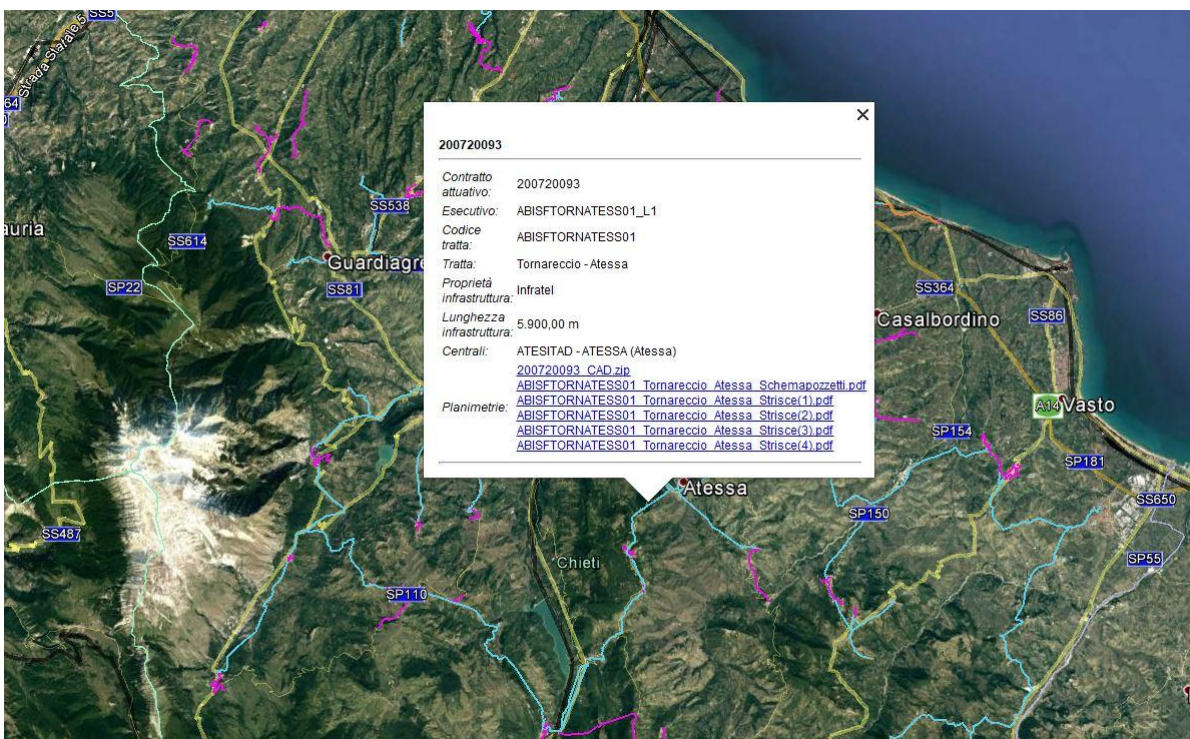 SS5
Strada Statale 5
64
200720093
Contratto
attuativo:
200720093
Esecutivo: ABISFTORNATESS01_L1
Codice
tratta:
ABISFTORNATESS01
Tratta: Tornareccio - Atessa
Proprietà
infrastruttura:
Infratel
Lunghezza
infrastruttura:
5.900,00 m
Centrali: ATESITAD - ATESSA (Atessa)
Planimetrie:
200720093_CAD.zip
ABISFTORNATESS01_Tornareccio_Atessa_Schemapozzetti.pdf
ABISFTORNATESS01_Tornareccio_Atessa_Strisce(1).pdf
ABISFTORNATESS01_Tornareccio_Atessa_Strisce(2).pdf
ABISFTORNATESS01_Tornareccio_Atessa_Strisce(3).pdf
ABISFTORNATESS01_Tornareccio_Atessa_Strisce(4).pdf
SS538
auria
SS614
Guardiagre
SP22
SS81
SS364
Casalbordino
SS86
A14
Vasto
SP154
SP181
Atessa
SS650
SP150
SS487
Chieti
SP55
SP110